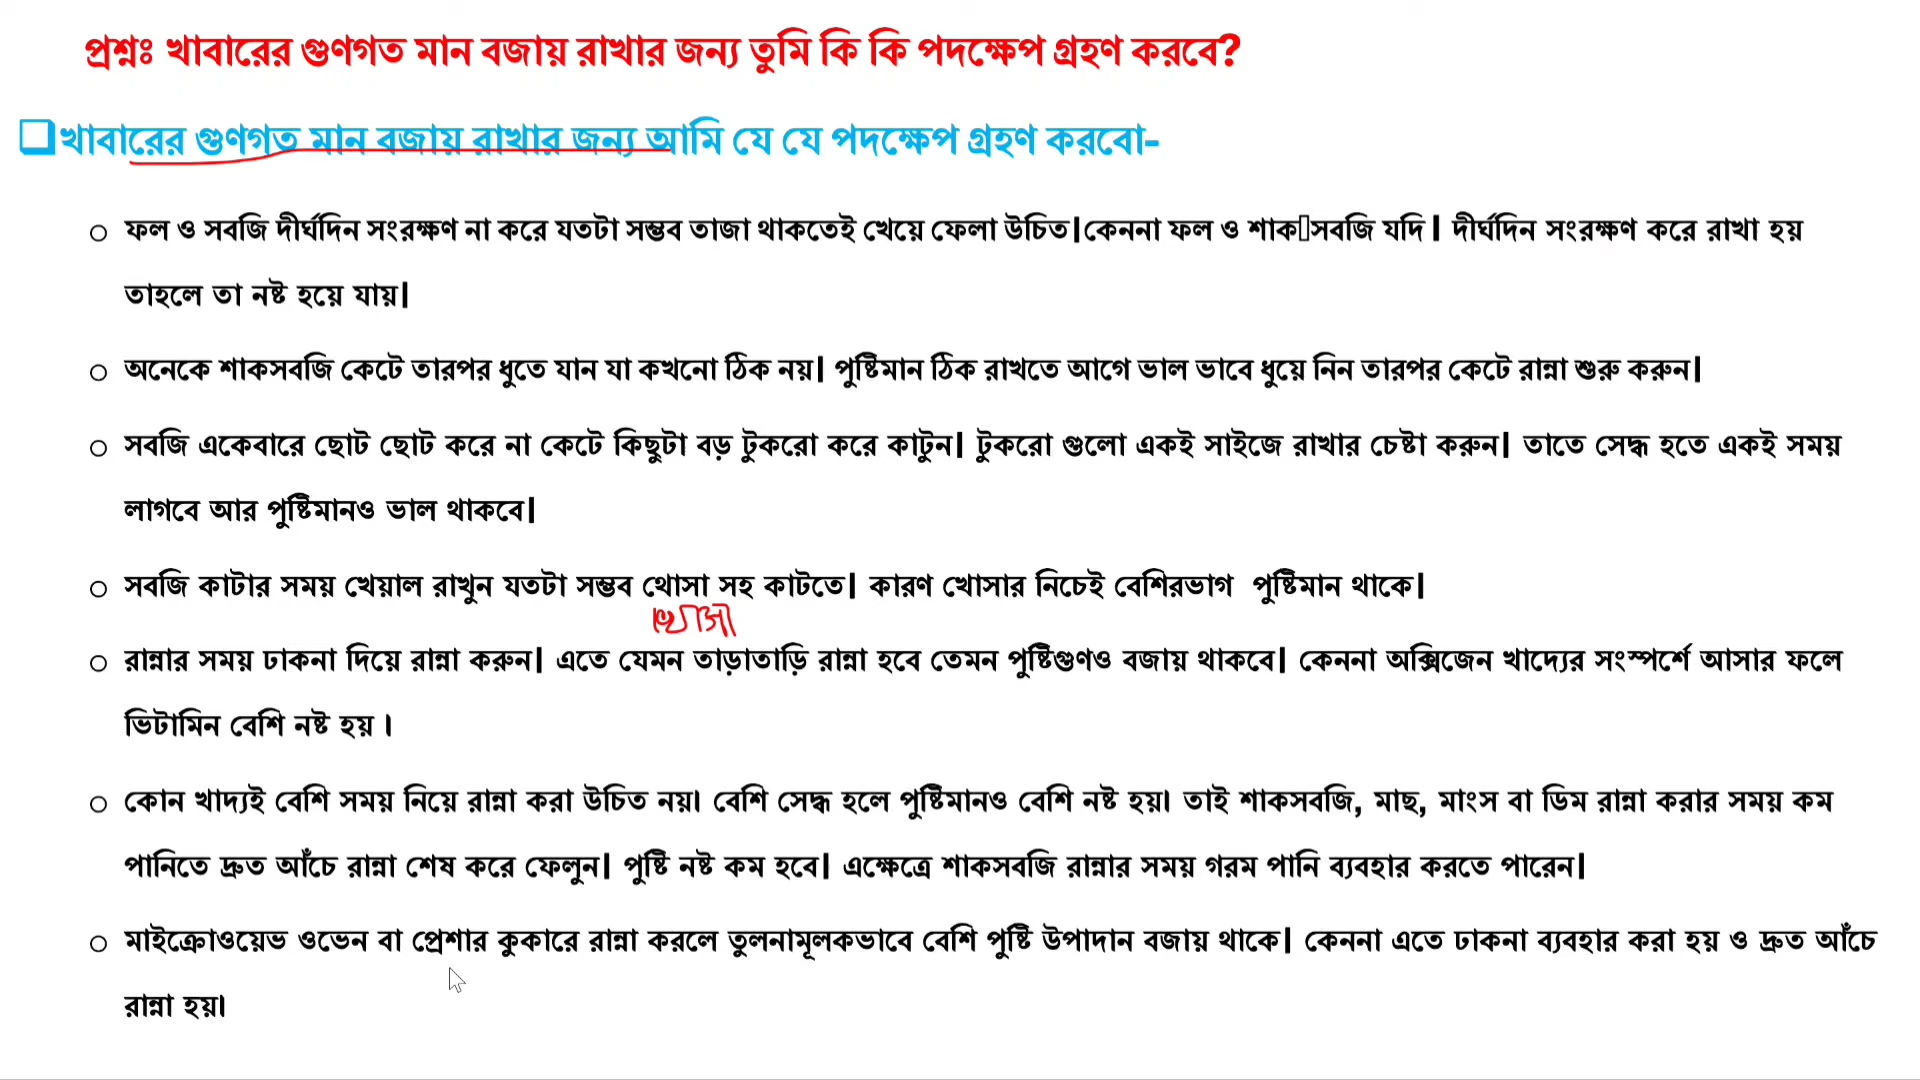 প্রশ্নঃ খাবারের গুণগত মান বজায় রাখার জন্য তুমি কি কি পদক্ষেপ গ্রহণ করবে?
খাবারের গুণগত মান বজায় রাখার জন্য আমি যে যে পদক্ষেপ গ্রহণ করবো-
ফল ও সবজি দীর্ঘদিন সংরক্ষণ না করে যতটা সম্ভব তাজা থাকতেই খেয়ে ফেলা উচিত।কেননা ফল ও শাক▯সবজি যদি। দীর্ঘদিন সংরক্ষণ করে রাখা হয়
তাহলে তা নষ্ট হয়ে যায়।
অনেকে শাকসবজি কেটে তারপর ধুতে যান যা কখনো ঠিক নয়। পুষ্টিমান ঠিক রাখতে আগে ভাল ভাবে ধুয়ে নিন তারপর কেটে রান্না শুরু করুন।
সবজি একেবারে ছোট ছোট করে না কেটে কিছুটা বড় টুকরো করে কাটুন। টুকরো গুলো একই সাইজে রাখার চেষ্টা করুন। তাতে সেদ্ধ হতে একই সময়
লাগবে আর পুষ্টিমানও ভাল থাকবে।
সবজি কাটার সময় খেয়াল রাখুন যতটা সম্ভব থোসা সহ কাটতে। কারণ খোসার নিচেই বেশিরভাগ পুষ্টিমান থাকে।
খোসা
রান্নার সময় ঢাকনা দিয়ে রান্না করুন। এতে যেমন তাড়াতাড়ি রান্না হবে তেমন পুষ্টিগুণও বজায় থাকবে। কেননা অক্সিজেন খাদ্যের সংস্পর্শে আসার ফলে
ভিটামিন বেশি নষ্ট হয় ।
কোন খাদ্যই বেশি সময় নিয়ে রান্না করা উচিত নয়। বেশি সেদ্ধ হলে পুষ্টিমানও বেশি নষ্ট হয়। তাই শাকসবজি, মাছ, মাংস বা ডিম রান্না করার সময় কম
পানিতে দ্রুত আঁচে রান্না শেষ করে ফেলুন। পুষ্টি নষ্ট কম হবে। এক্ষেত্রে শাকসবজি রান্নার সময় গরম পানি ব্যবহার করতে পারেন।
মাইক্রোওয়েভ ওভেন বা প্রেশার কুকারে রান্না করলে তুলনামূলকভাবে বেশি পুষ্টি উপাদান বজায় থাকে। কেননা এতে ঢাকনা ব্যবহার করা হয় ও দ্রুত আঁচে
রান্না হয়।